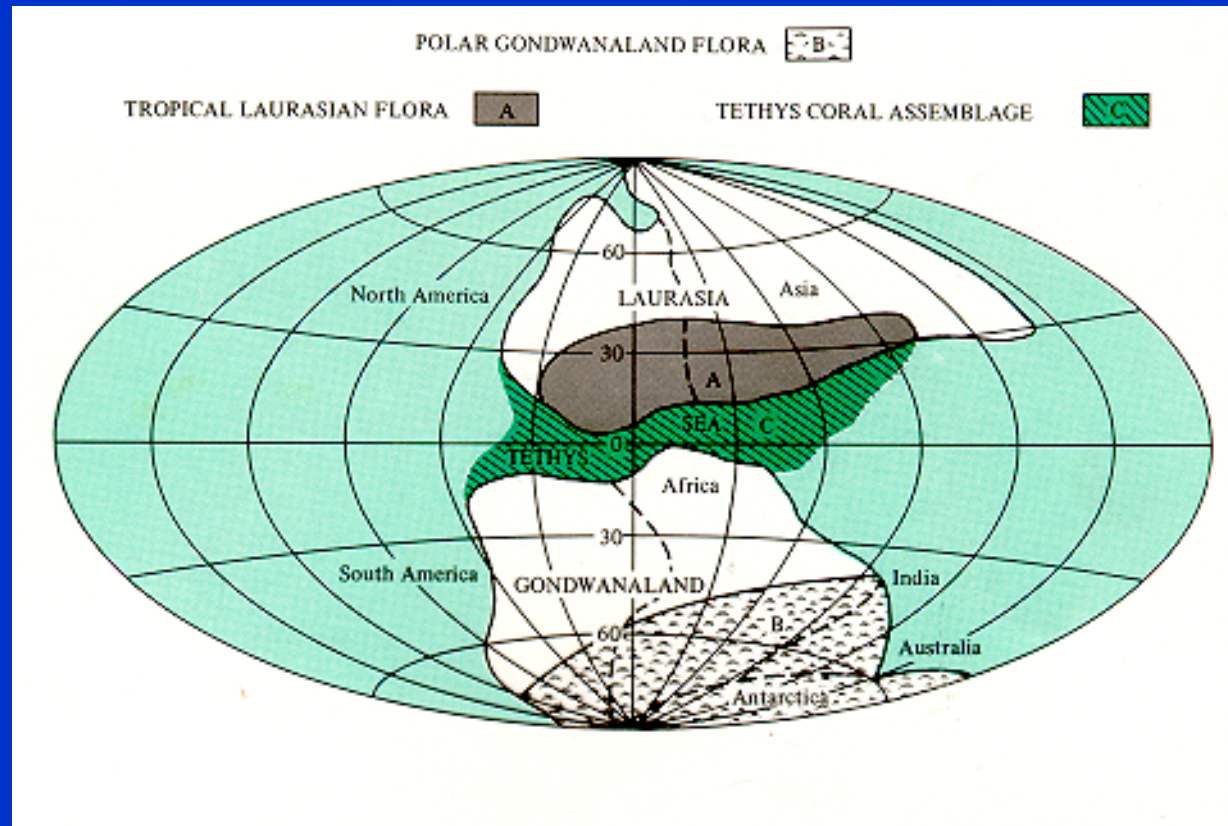 POLAR GONDWANALAND FLORA B
TROPICAL LAURASIAN FLORA A
TETHYS CORAL ASSEMBLAGE C
60
North America
LAURASIA
Asia
30
A
SEA
C
TETHYS
0
Africa
30
South America
GONDWANALAND
India
B
60
Australia
Antarctica